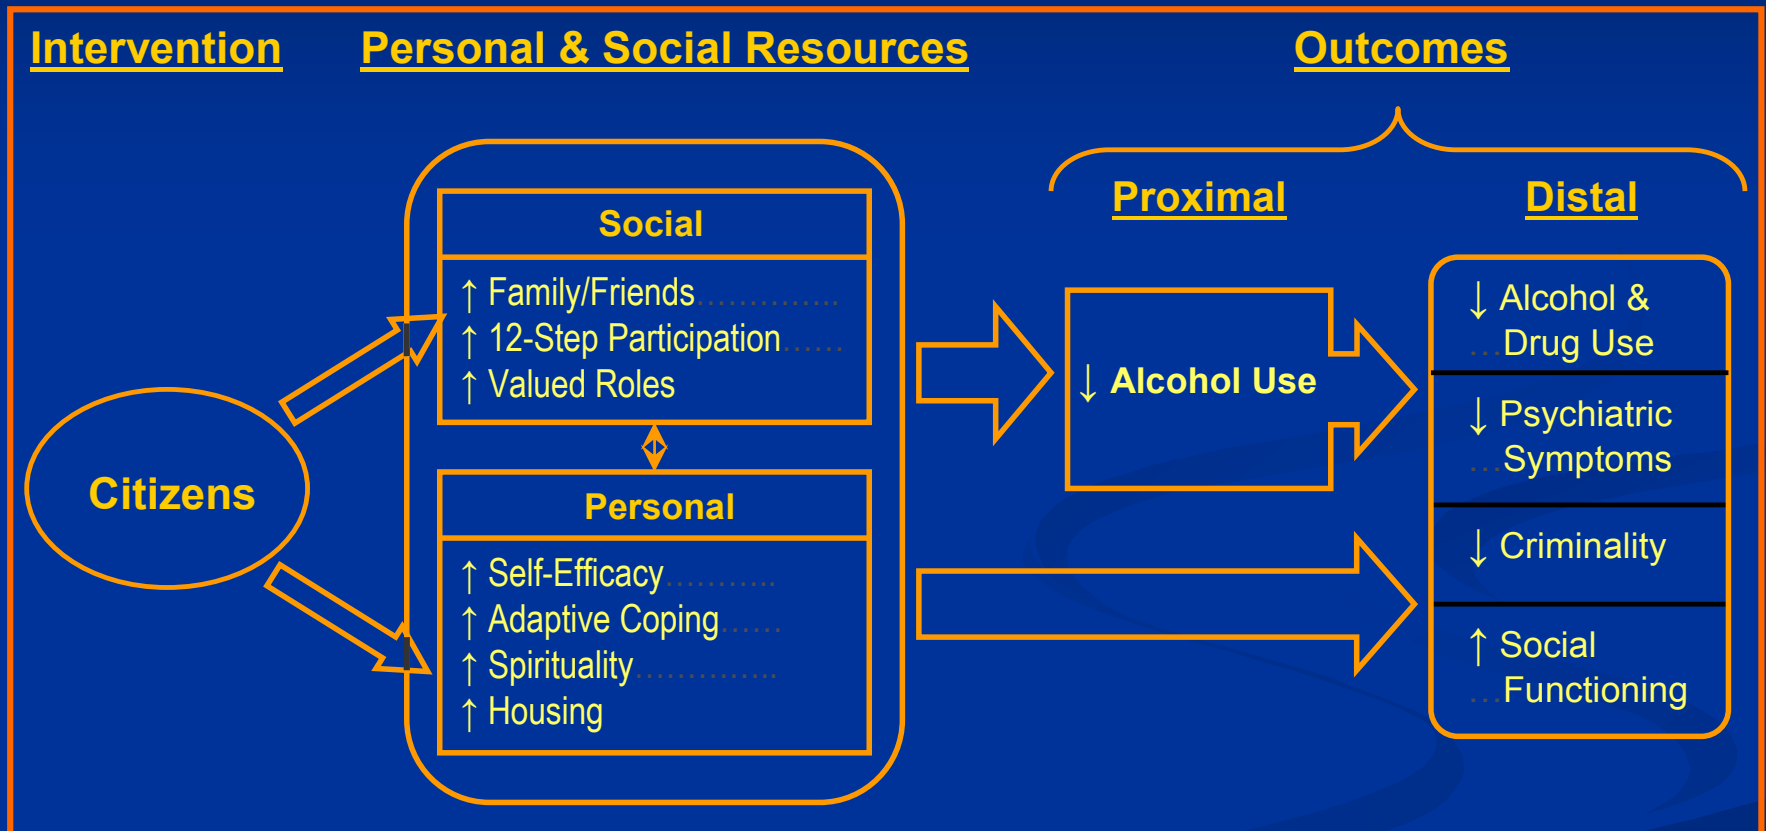 Intervention
Personal & Social Resources
Outcomes
Proximal
Distal
Citizens
Social
↑ Family/Friends…………..
↑ 12-Step Participation……
↑ Valued Roles
Personal
↑ Self-Efficacy………..
↑ Adaptive Coping……
↑ Spirituality…………..
↑ Housing
↓ Alcohol Use
↓ Alcohol &
…Drug Use
↓ Psychiatric
…Symptoms
↓ Criminality
↑ Social
…Functioning